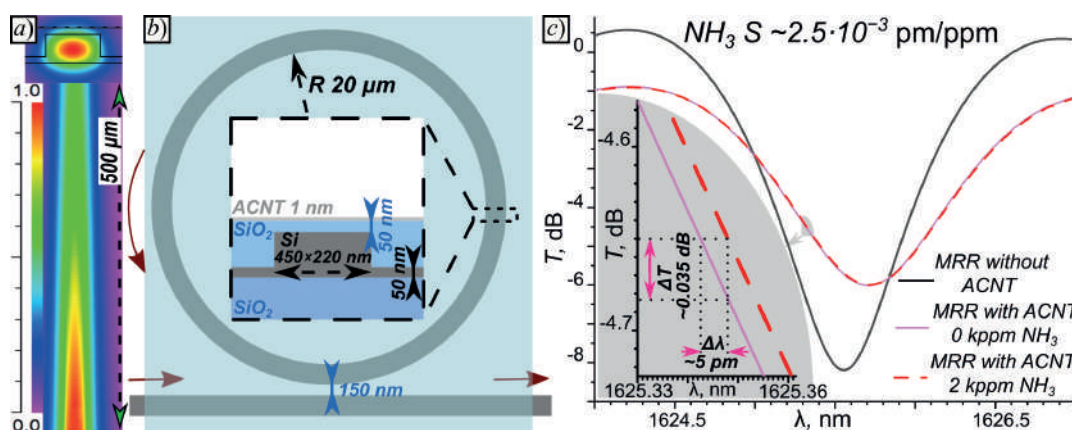 a)
1.0
500 μm
0.0
b)
R 20 μm
ACNT 1 nm
SiO₂
50 nm
Si
450×220 nm
50 nm
SiO₂
150 nm
c)
NH₃ S ~2.5·10⁻³ pm/ppm
T, dB
0
-2
-4
-6
-8
-4.6
-4.7
T, dB
ΔT
~0.035 dB
Δλ
~5 pm
1625.33
λ, nm
1625.36
MRR without
ACNT
MRR with ACNT
0 kppm NH₃
MRR with ACNT
2 kppm NH₃
1624.5
λ, nm
1626.5